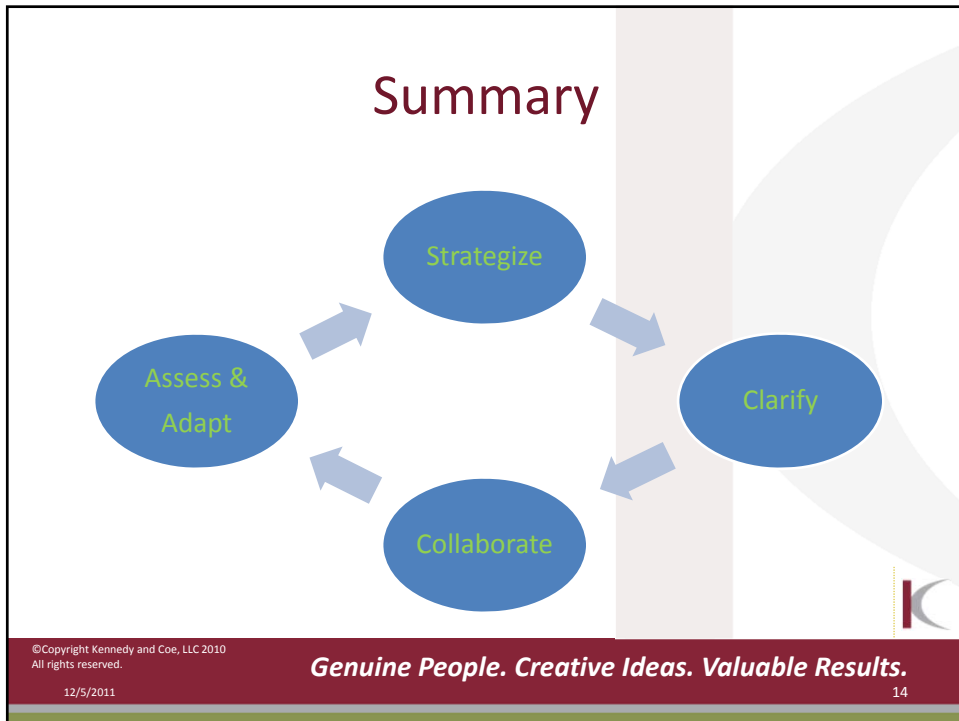 Summary
Strategize
Clarify
Collaborate
Assess &
Adapt
©Copyright Kennedy and Coe, LLC 2010
All rights reserved.
Genuine People. Creative Ideas. Valuable Results.
12/5/2011
14